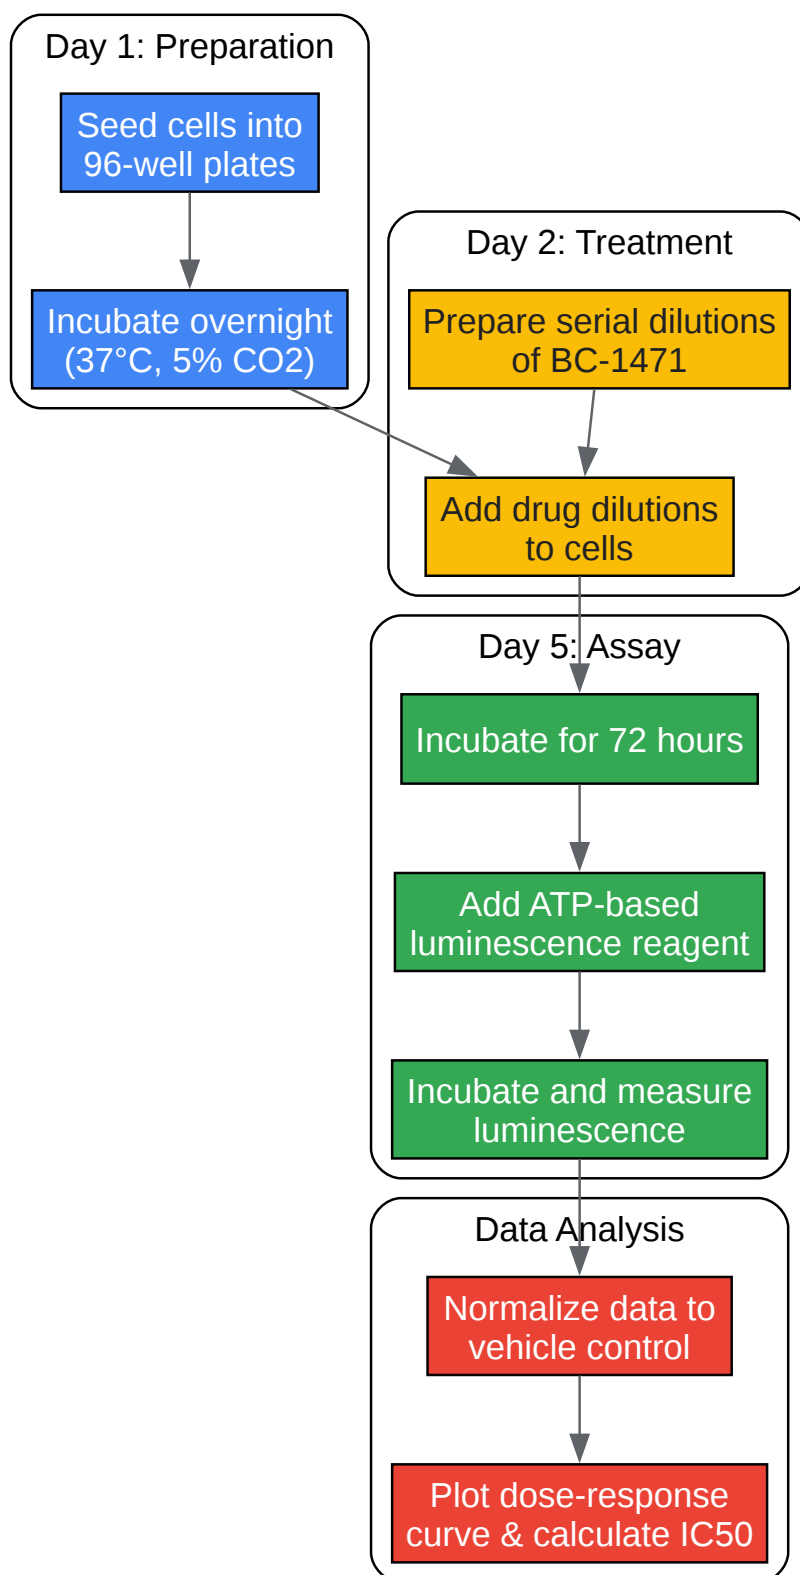 Day 1: Preparation
Seed cells into
96-well plates
Incubate overnight
(37°C, 5% CO2)
Day 2: Treatment
Prepare serial dilutions
of BC-1471
Add drug dilutions
to cells
Day 5: Assay
Incubate for 72 hours
Add ATP-based
luminescence reagent
Incubate and measure
luminescence
Data Analysis
Normalize data to
vehicle control
Plot dose-response
curve & calculate IC50